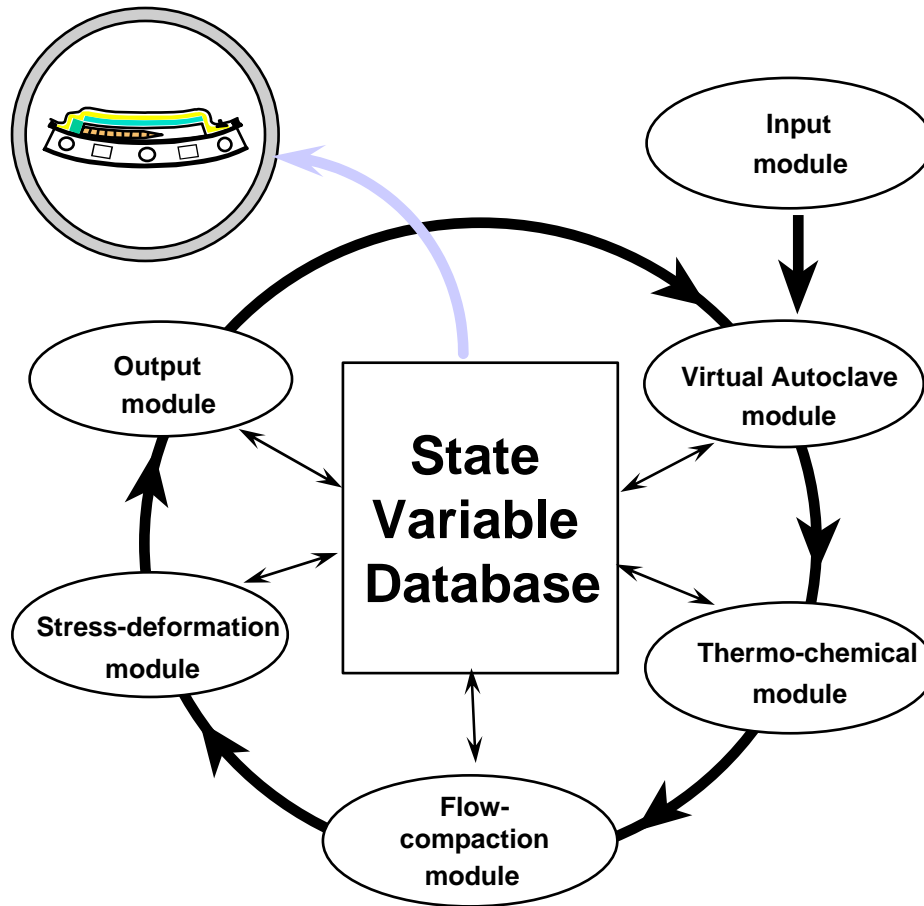 Input
module
Output
module
Virtual Autoclave
module
State
Variable
Database
Stress-deformation
module
Thermo-chemical
module
Flow-
compaction
module